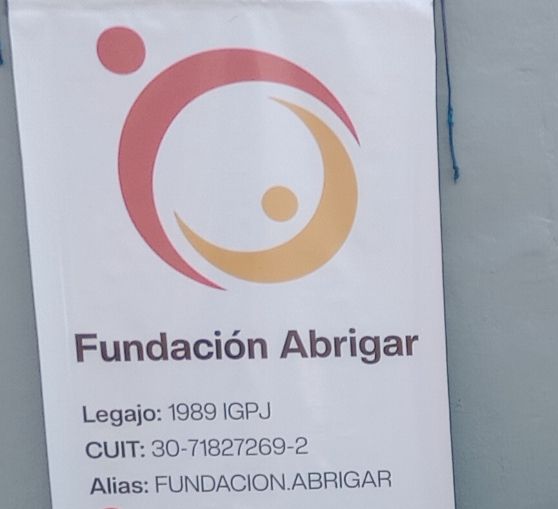 Fundación Abrigar
Legajo: 1989 IGPJ
CUIT: 30-71827269-2
Alias: FUNDACION.ABRIGAR